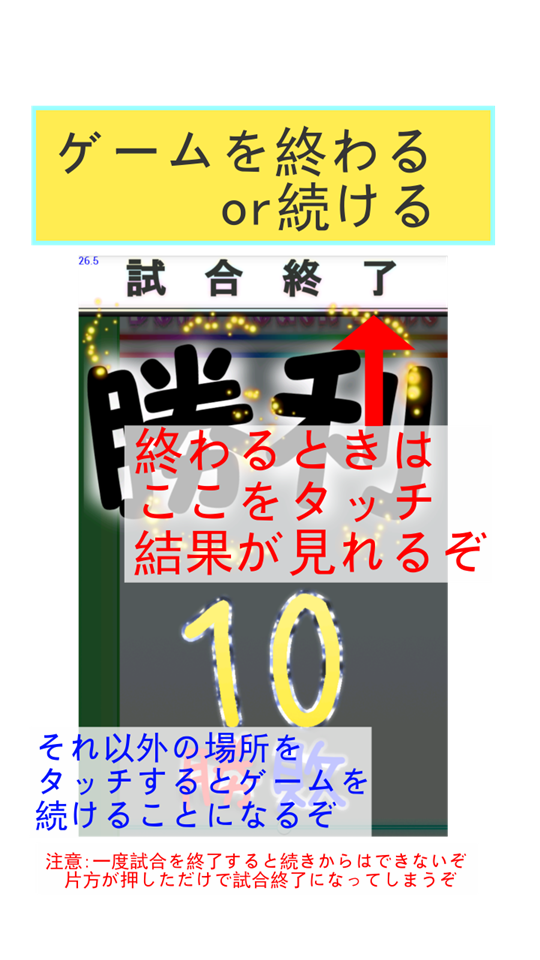 ゲームを終わる
or続ける
26.5
試合終了
勝利
終わるときは
ここをタッチ
結果が見れるぞ
10
それ以外の場所を
タッチするとゲームを
続けることになるぞ
勝敗
注意:一度試合を終了すると続きからはできないぞ
片方が押しただけで試合終了になってしまうぞ